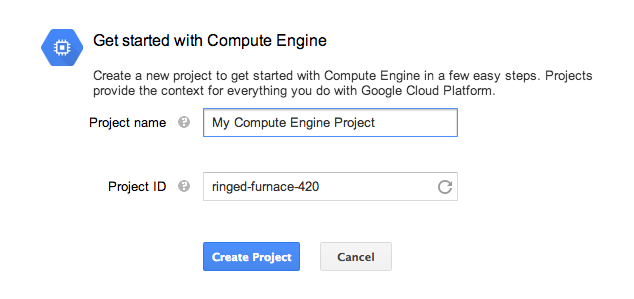 Get started with Compute Engine
Create a new project to get started with Compute Engine in a few easy steps. Projects
provide the context for everything you do with Google Cloud Platform.
Project name ? My Compute Engine Project
Project ID ? ringed-furnace-420
Create Project Cancel